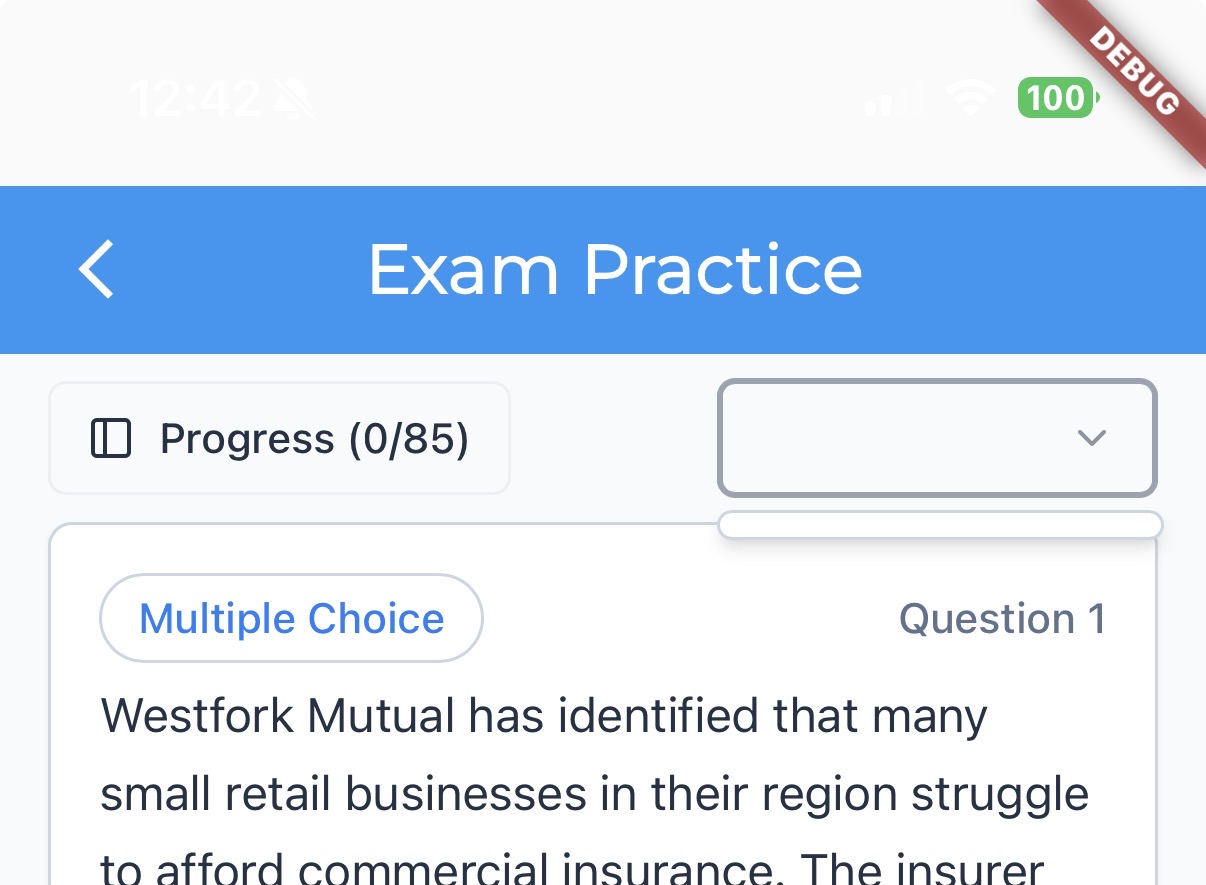 12:42
100
DEBUG
Exam Practice
Progress (0/85)
Multiple Choice
Question 1
Westfork Mutual has identified that many
small retail businesses in their region struggle
to afford commercial insurance. The insurer